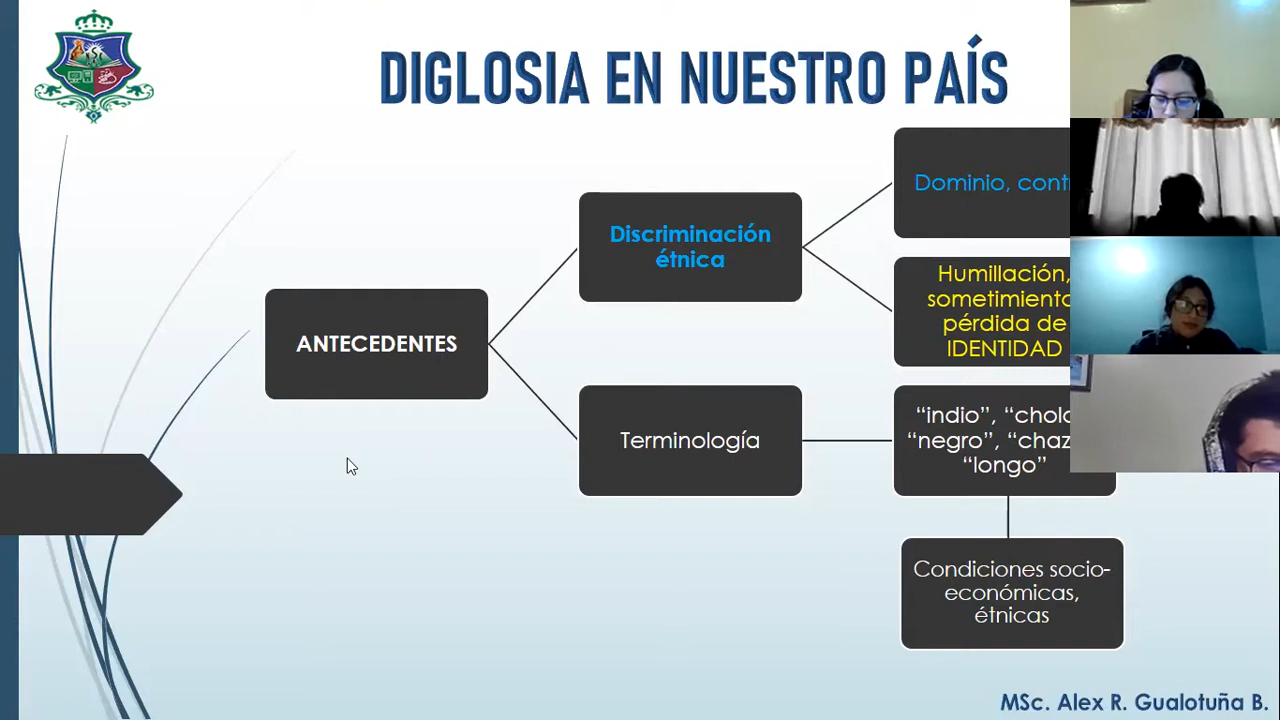 DIGLOSIA EN NUESTRO PAÍS
ANTECEDENTES
Discriminación
étnica
Dominio,
Humillación,
sometimiento
pérdida de
IDENTIDAD
Terminología
“indio”,
“negro”,
“longo”
Condiciones socio-
económicas,
étnicas
MSc. Alex R. Gualotuña B.